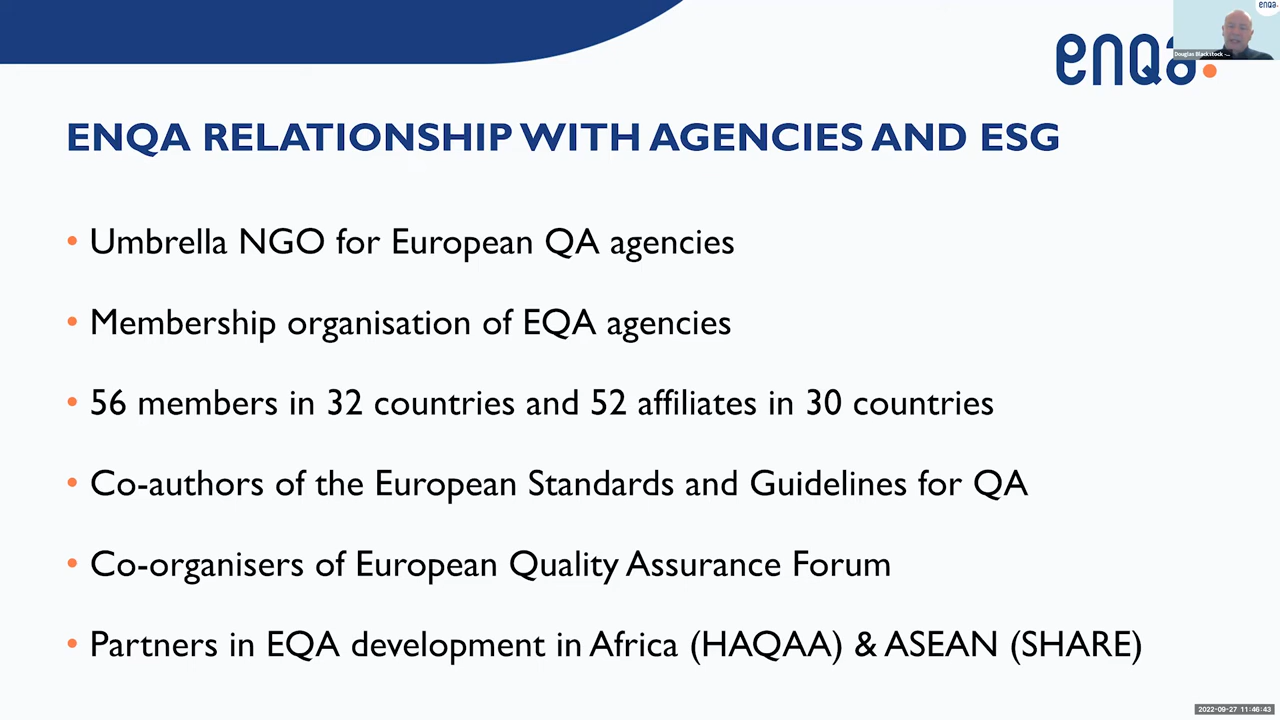 enqa.
enqa.
Douglas Blackstock -...
ENQA RELATIONSHIP WITH AGENCIES AND ESG
• Umbrella NGO for European QA agencies
• Membership organisation of EQA agencies
• 56 members in 32 countries and 52 affiliates in 30 countries
• Co-authors of the European Standards and Guidelines for QA
• Co-organisers of European Quality Assurance Forum
• Partners in EQA development in Africa (HAQAA) & ASEAN (SHARE)
2022-09-27 11:46:43